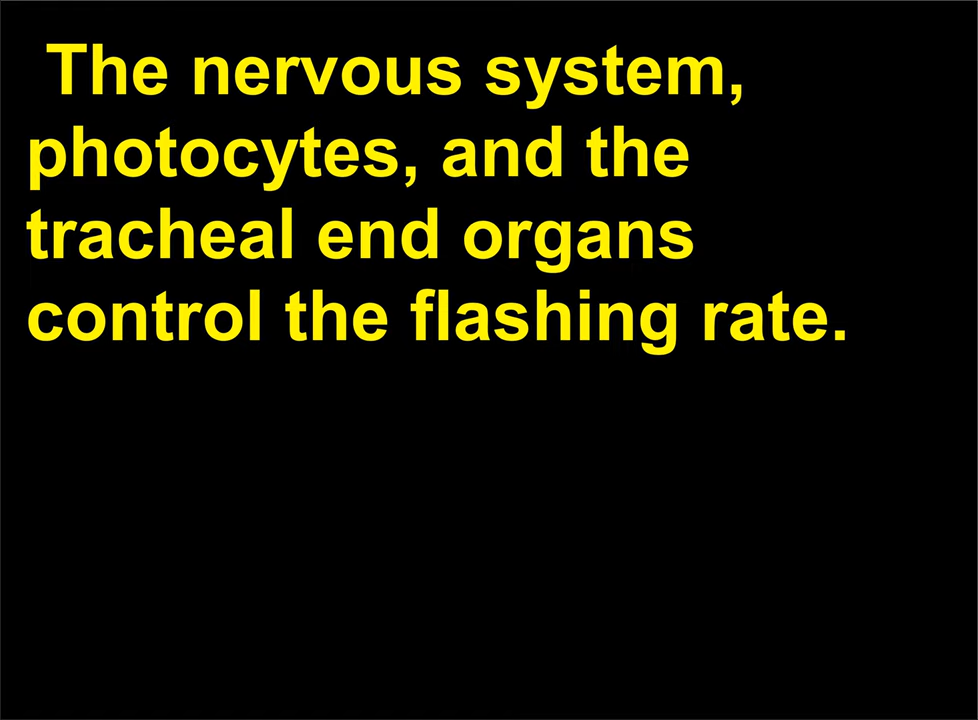 The nervous system,
photocytes, and the
tracheal end organs
control the flashing rate.